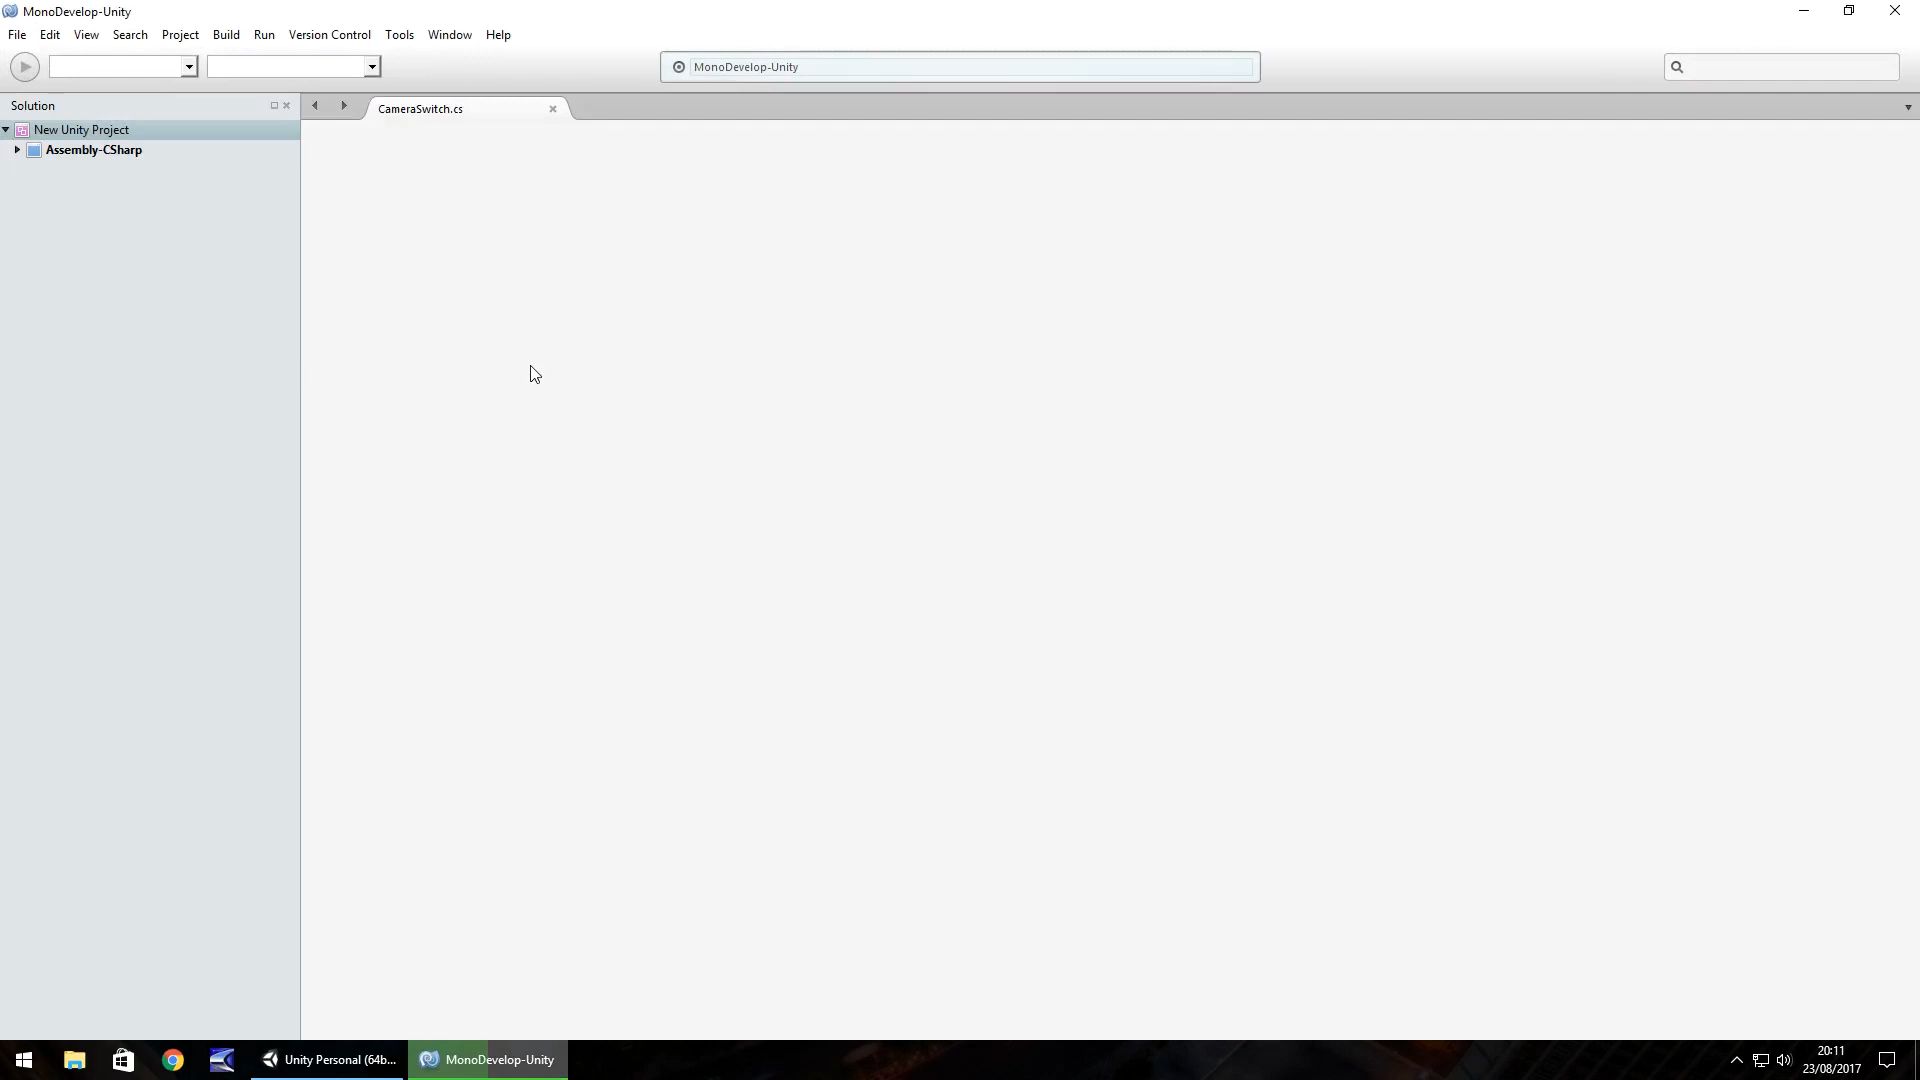 MonoDevelop-Unity
File Edit View Search Project Build Run Version Control Tools Window Help
MonoDevelop-Unity
Solution
CameraSwitch.cs
New Unity Project
Assembly-CSharp
Unity Personal (64b...
MonoDevelop-Unity
20:11
23/08/2017